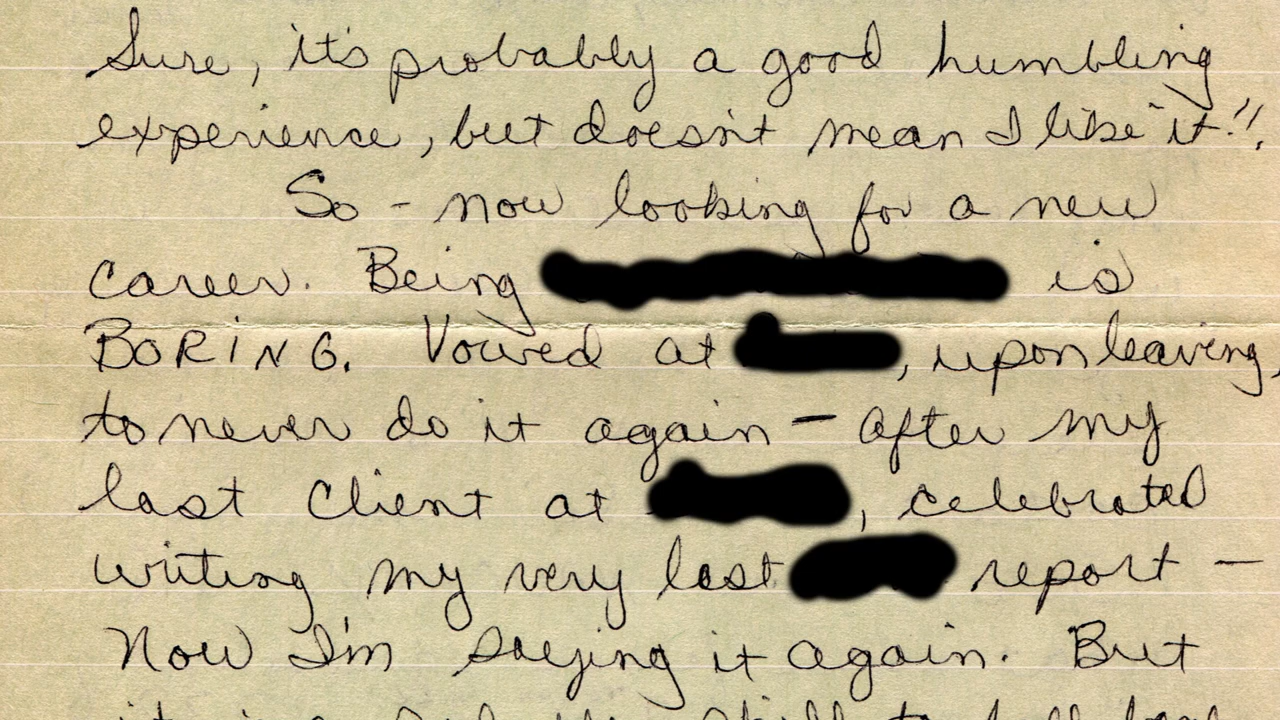 Sure, it's probably a good humbling
experience, but doesn't mean I like it!!
So - now looking for a new
career. Being is
BORING. Vowed at , upon leaving,
to never do it again - after my
last client at , celebrated
writing my very last report -
Now I'm saying it again. But